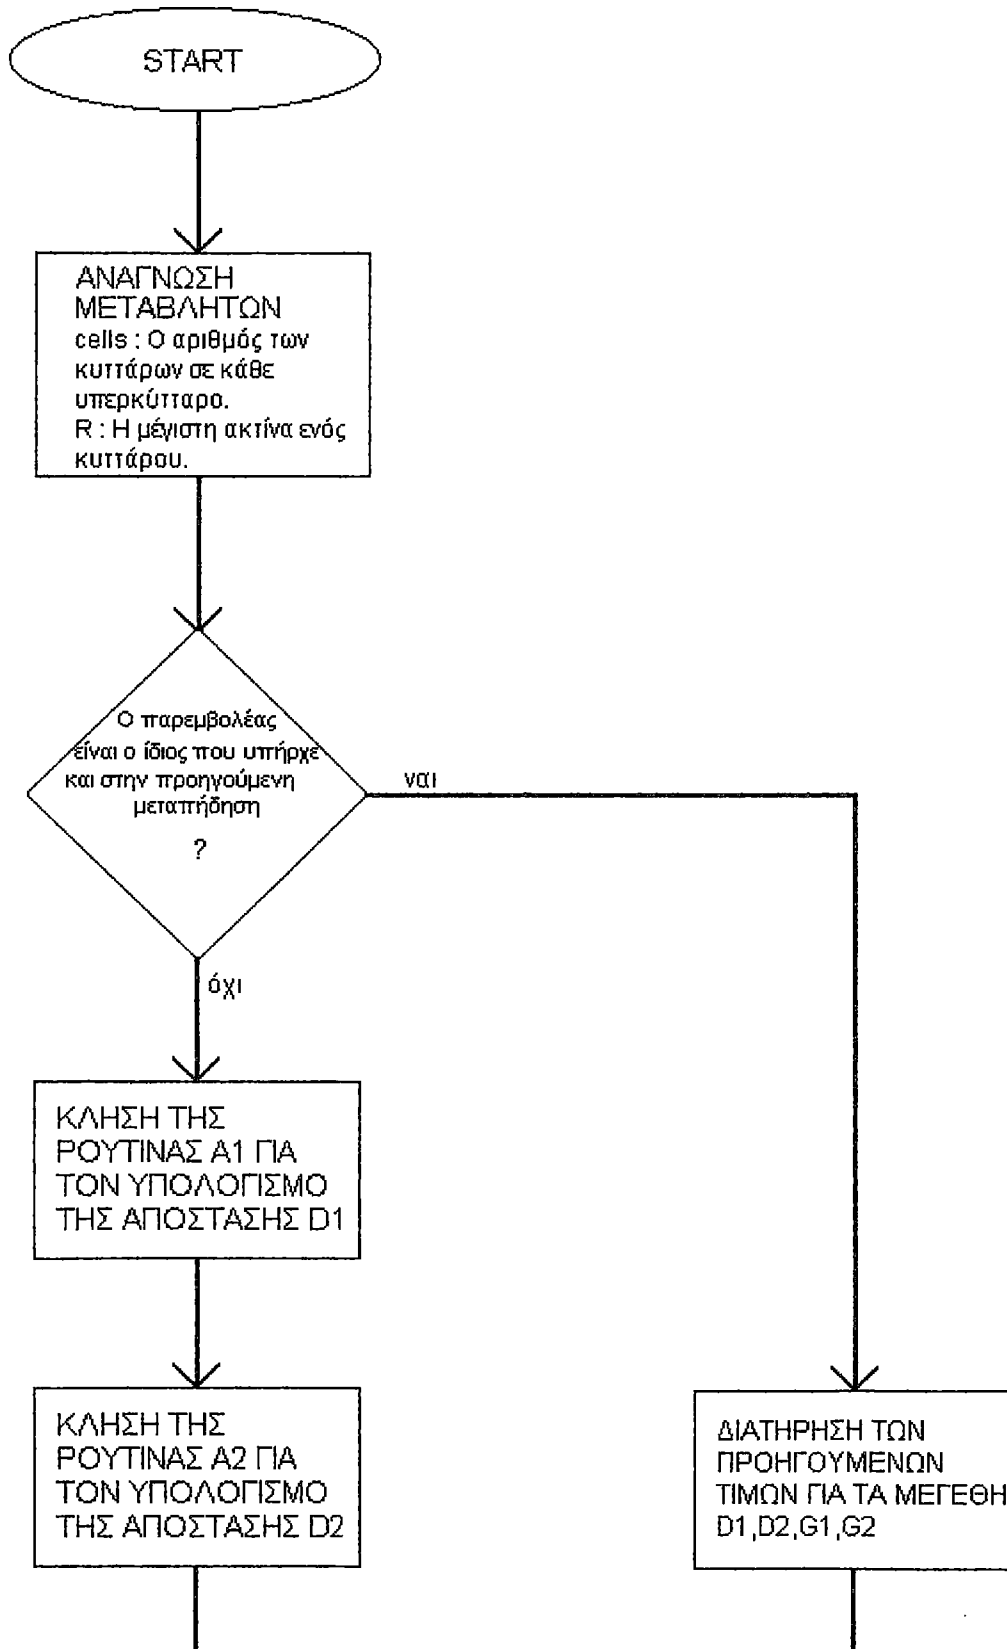 START
ΑΝΑΓΝΩΣΗ
ΜΕΤΑΒΛΗΤΩΝ
cells : Ο αριθμός των
κυττάρων σε κάθε
υπερκύτταρο.
R : Η μέγιστη ακτίνα ενός
κυττάρου.
Ο παρεμβολέας
είναι ο ίδιος που υπήρχε
και στην προηγούμενη
μεταπήδηση
?
ναι
όχι
ΚΛΗΣΗ ΤΗΣ
ΡΟΥΤΙΝΑΣ Α1 ΓΙΑ
ΤΟΝ ΥΠΟΛΟΓΙΣΜΟ
ΤΗΣ ΑΠΟΣΤΑΣΗΣ D1
ΚΛΗΣΗ ΤΗΣ
ΡΟΥΤΙΝΑΣ Α2 ΓΙΑ
ΤΟΝ ΥΠΟΛΟΓΙΣΜΟ
ΤΗΣ ΑΠΟΣΤΑΣΗΣ D2
ΔΙΑΤΗΡΗΣΗ ΤΩΝ
ΠΡΟΗΓΟΥΜΕΝΩΝ
ΤΙΜΩΝ ΓΙΑ ΤΑ ΜΕΓΕΘΗ
D1,D2,G1,G2